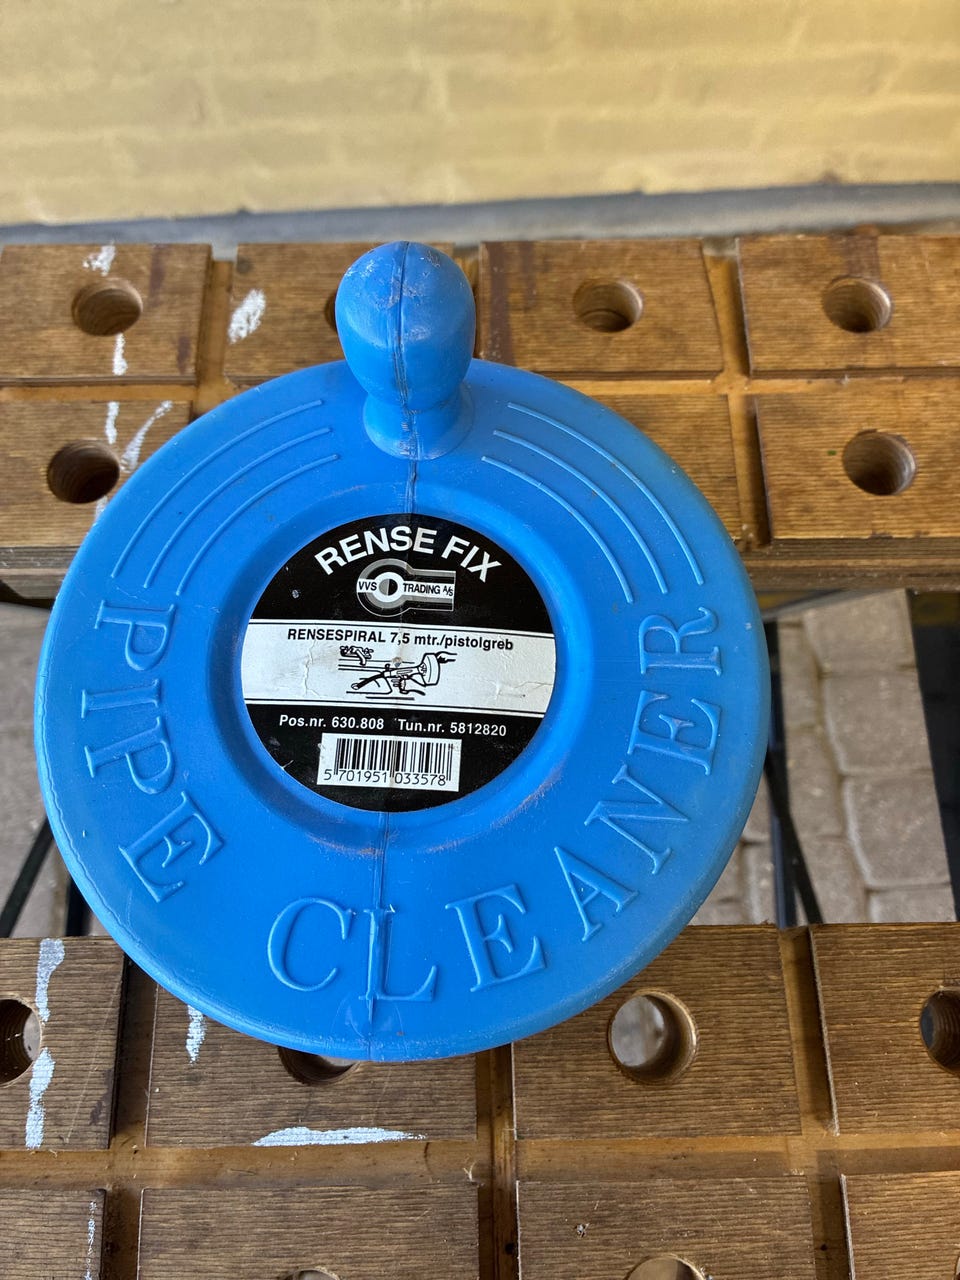 RENSE FIX
VVS TRADING A/S
RENSESPIRAL 7,5 mtr./pistolgreb
Pos.nr. 630.808 Tun.nr. 5812820
5 701951 033578
PIPE CLEANER